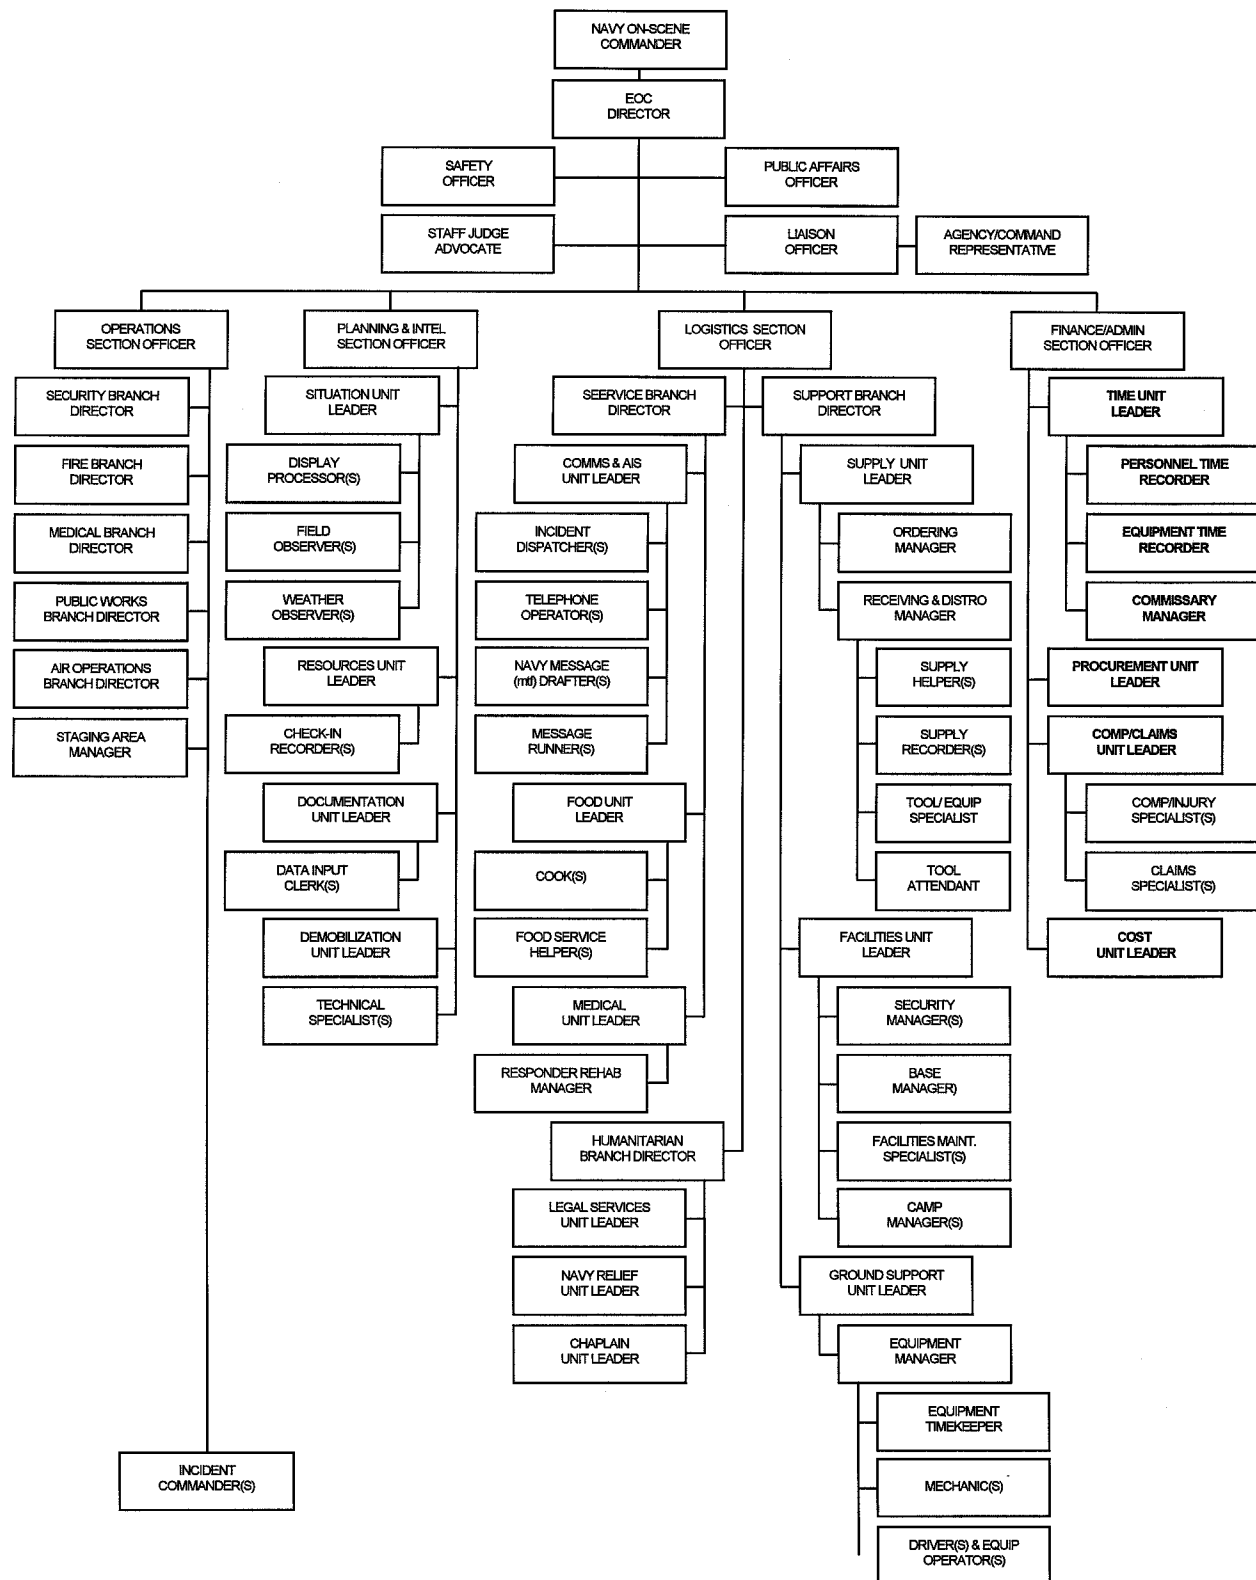 NAVY ON-SCENE
COMMANDER
EOC
DIRECTOR
SAFETY
OFFICER
PUBLIC AFFAIRS
OFFICER
STAFF JUDGE
ADVOCATE
LIAISON
OFFICER
AGENCY/COMMAND
REPRESENTATIVE
OPERATIONS
SECTION OFFICER
SECURITY BRANCH
DIRECTOR
FIRE BRANCH
DIRECTOR
MEDICAL BRANCH
DIRECTOR
PUBLIC WORKS
BRANCH DIRECTOR
AIR OPERATIONS
BRANCH DIRECTOR
STAGING AREA
MANAGER
INCIDENT
COMMANDER(S)
PLANNING & INTEL
SECTION OFFICER
SITUATION UNIT
LEADER
DISPLAY
PROCESSOR(S)
FIELD
OBSERVER(S)
WEATHER
OBSERVER(S)
RESOURCES UNIT
LEADER
CHECK-IN
RECORDER(S)
DOCUMENTATION
UNIT LEADER
DATA INPUT
CLERK(S)
DEMOBILIZATION
UNIT LEADER
TECHNICAL
SPECIALIST(S)
LOGISTICS SECTION
OFFICER
SEERVICE BRANCH
DIRECTOR
COMMS & AIS
UNIT LEADER
INCIDENT
DISPATCHER(S)
TELEPHONE
OPERATOR(S)
NAVY MESSAGE
(mtf) DRAFTER(S)
MESSAGE
RUNNER(S)
FOOD UNIT
LEADER
COOK(S)
FOOD SERVICE
HELPER(S)
MEDICAL
UNIT LEADER
RESPONDER REHAB
MANAGER
HUMANITARIAN
BRANCH DIRECTOR
LEGAL SERVICES
UNIT LEADER
NAVY RELIEF
UNIT LEADER
CHAPLAIN
UNIT LEADER
SUPPORT BRANCH
DIRECTOR
SUPPLY UNIT
LEADER
ORDERING
MANAGER
RECEIVING & DISTRO
MANAGER
SUPPLY
HELPER(S)
SUPPLY
RECORDER(S)
TOOL/ EQUIP
SPECIALIST
TOOL
ATTENDANT
FACILITIES UNIT
LEADER
SECURITY
MANAGER(S)
BASE
MANAGER)
FACILITIES MAINT.
SPECIALIST(S)
CAMP
MANAGER(S)
GROUND SUPPORT
UNIT LEADER
EQUIPMENT
MANAGER
EQUIPMENT
TIMEKEEPER
MECHANIC(S)
DRIVER(S) & EQUIP
OPERATOR(S)
FINANCE/ADMIN
SECTION OFFICER
TIME UNIT
LEADER
PERSONNEL TIME
RECORDER
EQUIPMENT TIME
RECORDER
COMMISSARY
MANAGER
PROCUREMENT UNIT
LEADER
COMP/CLAIMS
UNIT LEADER
COMP/INJURY
SPECIALIST(S)
CLAIMS
SPECIALIST(S)
COST
UNIT LEADER